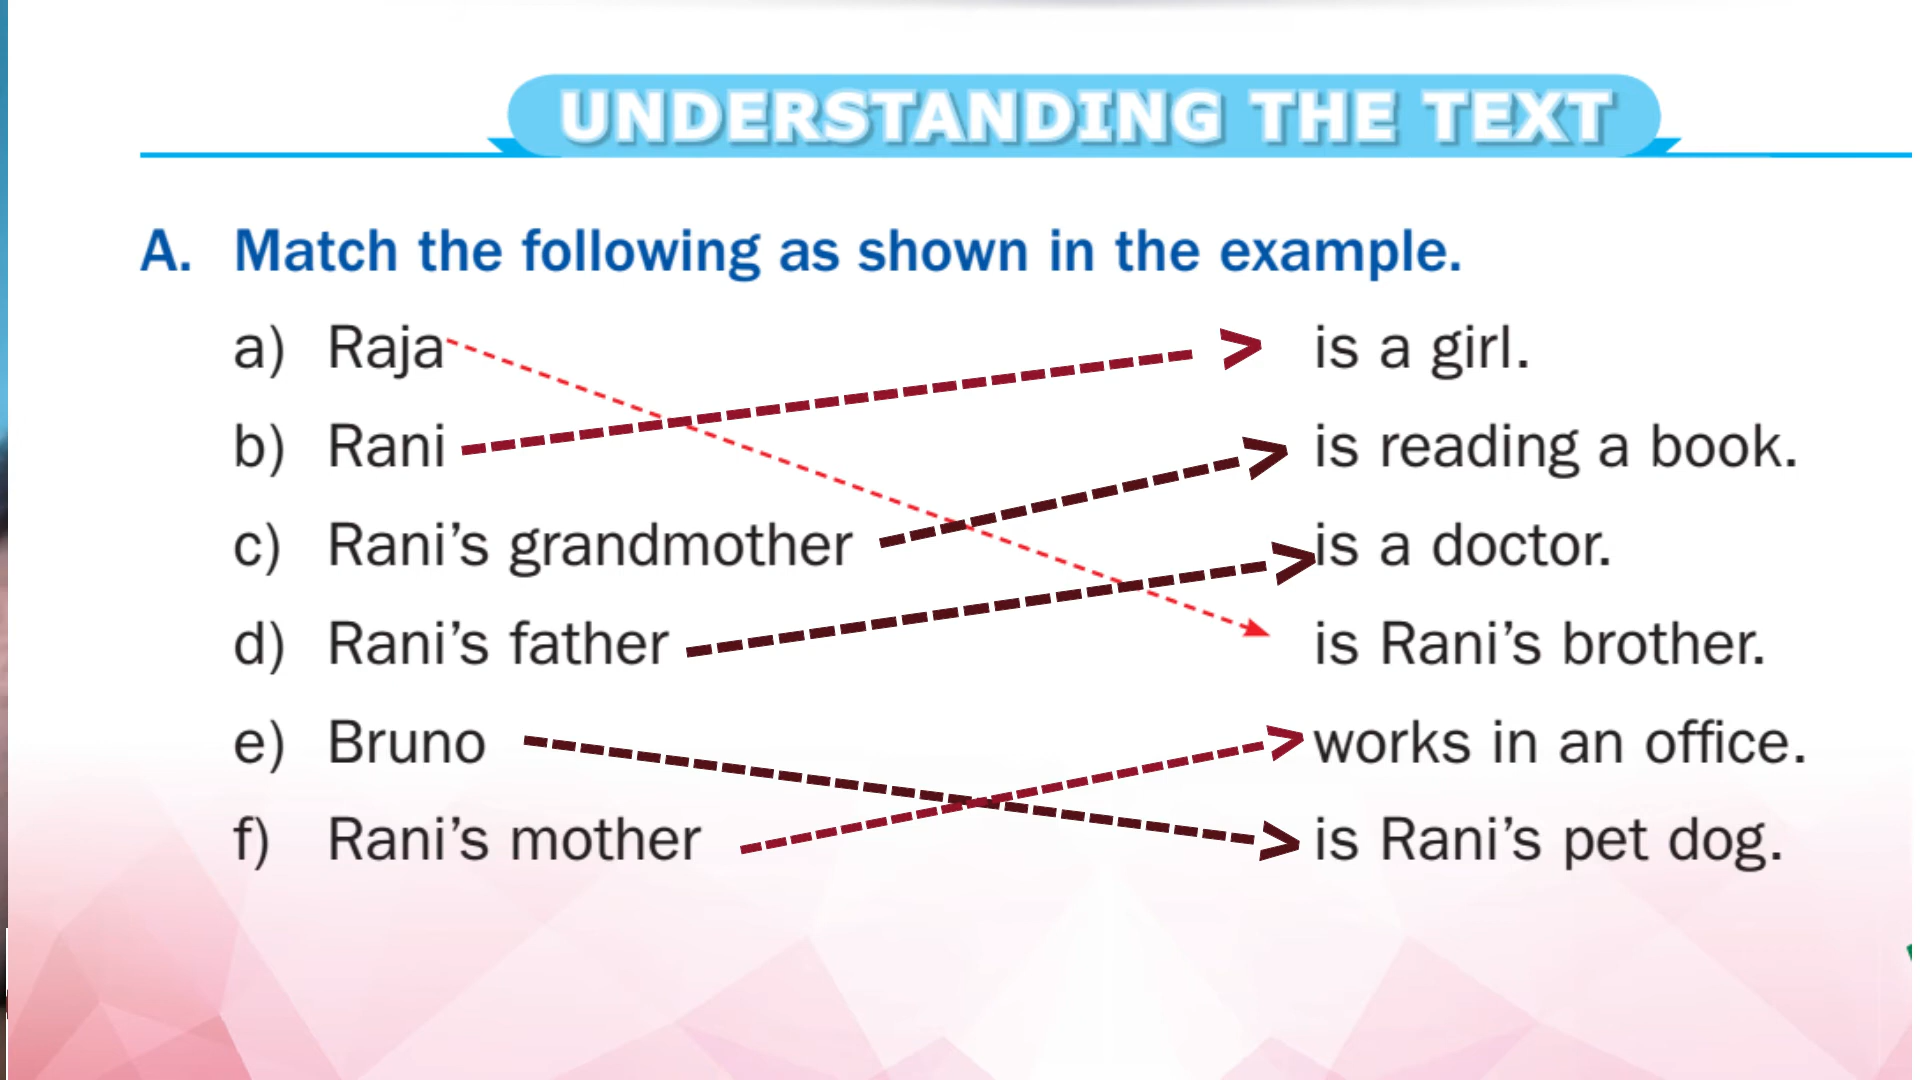 UNDERSTANDING THE TEXT
A. Match the following as shown in the example.
a) Raja is a girl.
b) Rani is reading a book.
c) Rani’s grandmother is a doctor.
d) Rani’s father is Rani’s brother.
e) Bruno works in an office.
f) Rani’s mother is Rani’s pet dog.